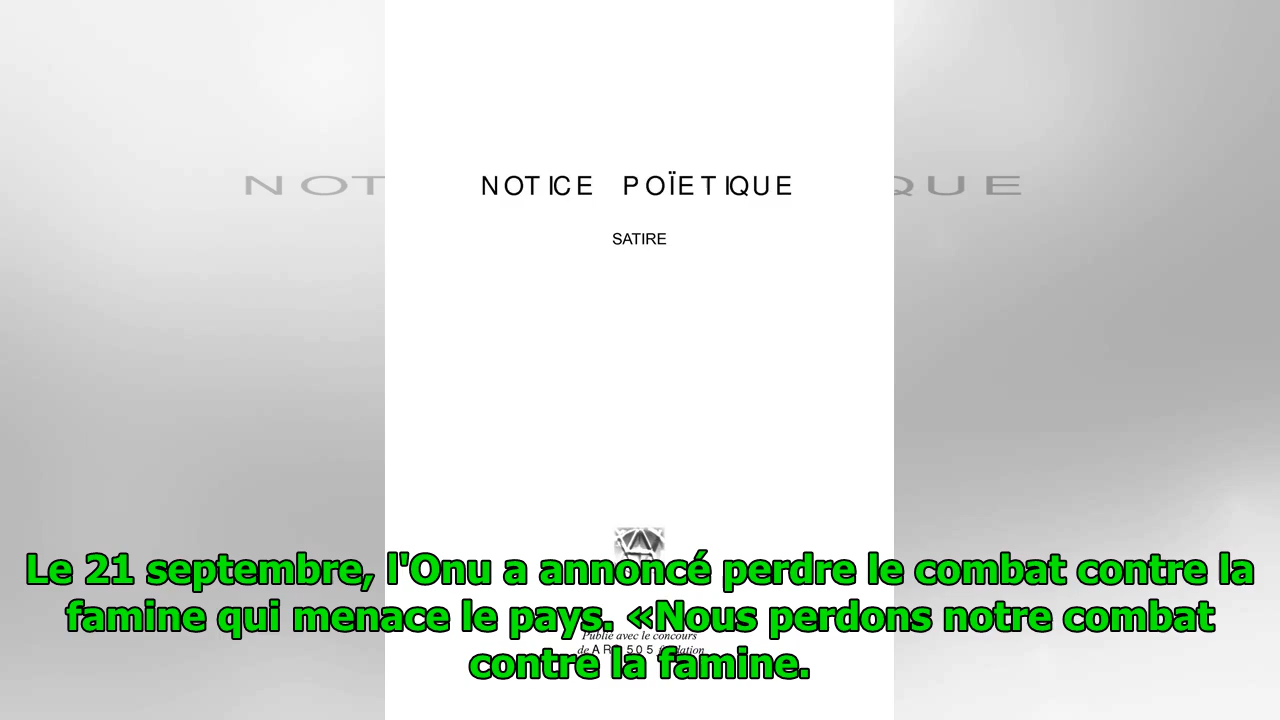 NOTICE POÏETIQUE
SATIRE
Le 21 septembre, l'Onu a annoncé perdre le combat contre la
famine qui menace le pays. «Nous perdons notre combat
Publié avec le concours
contre la famine.